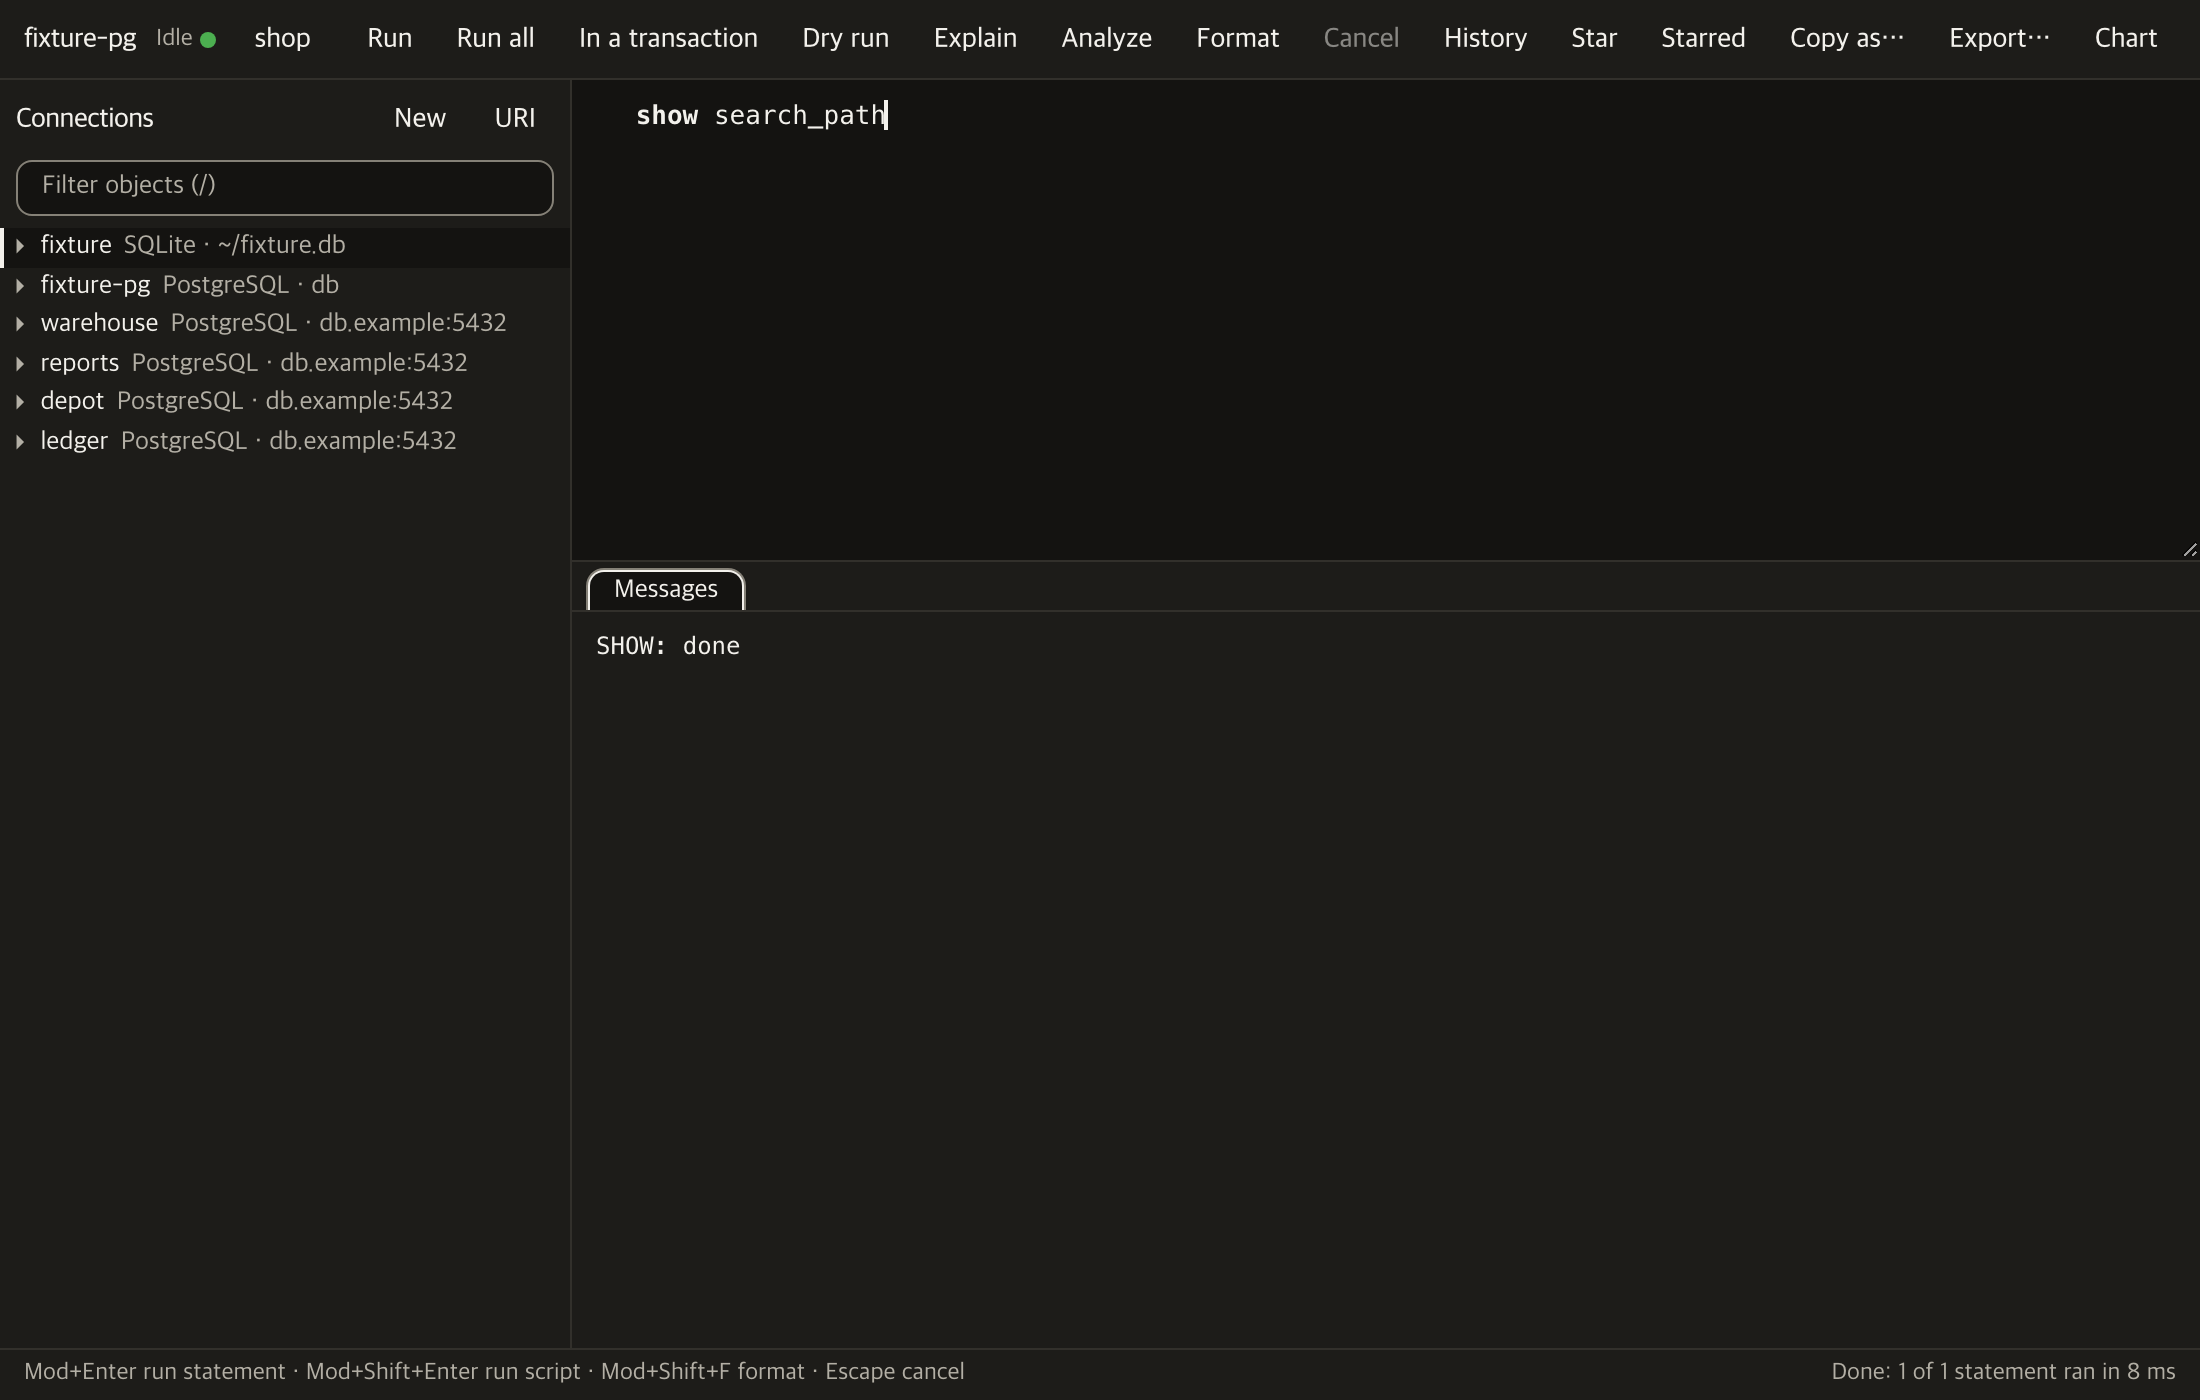 fixture-pg Idle shop Run Run all In a transaction Dry run Explain Analyze Format Cancel History Star Starred Copy as··· Export··· Chart
Connections New URI
Filter objects (/)
fixture SQLite · ~/fixture.db
fixture-pg PostgreSQL · db
warehouse PostgreSQL · db.example:5432
reports PostgreSQL · db.example:5432
depot PostgreSQL · db.example:5432
ledger PostgreSQL · db.example:5432
show search_path
Messages
SHOW: done
Mod+Enter run statement · Mod+Shift+Enter run script · Mod+Shift+F format · Escape cancel
Done: 1 of 1 statement ran in 8 ms